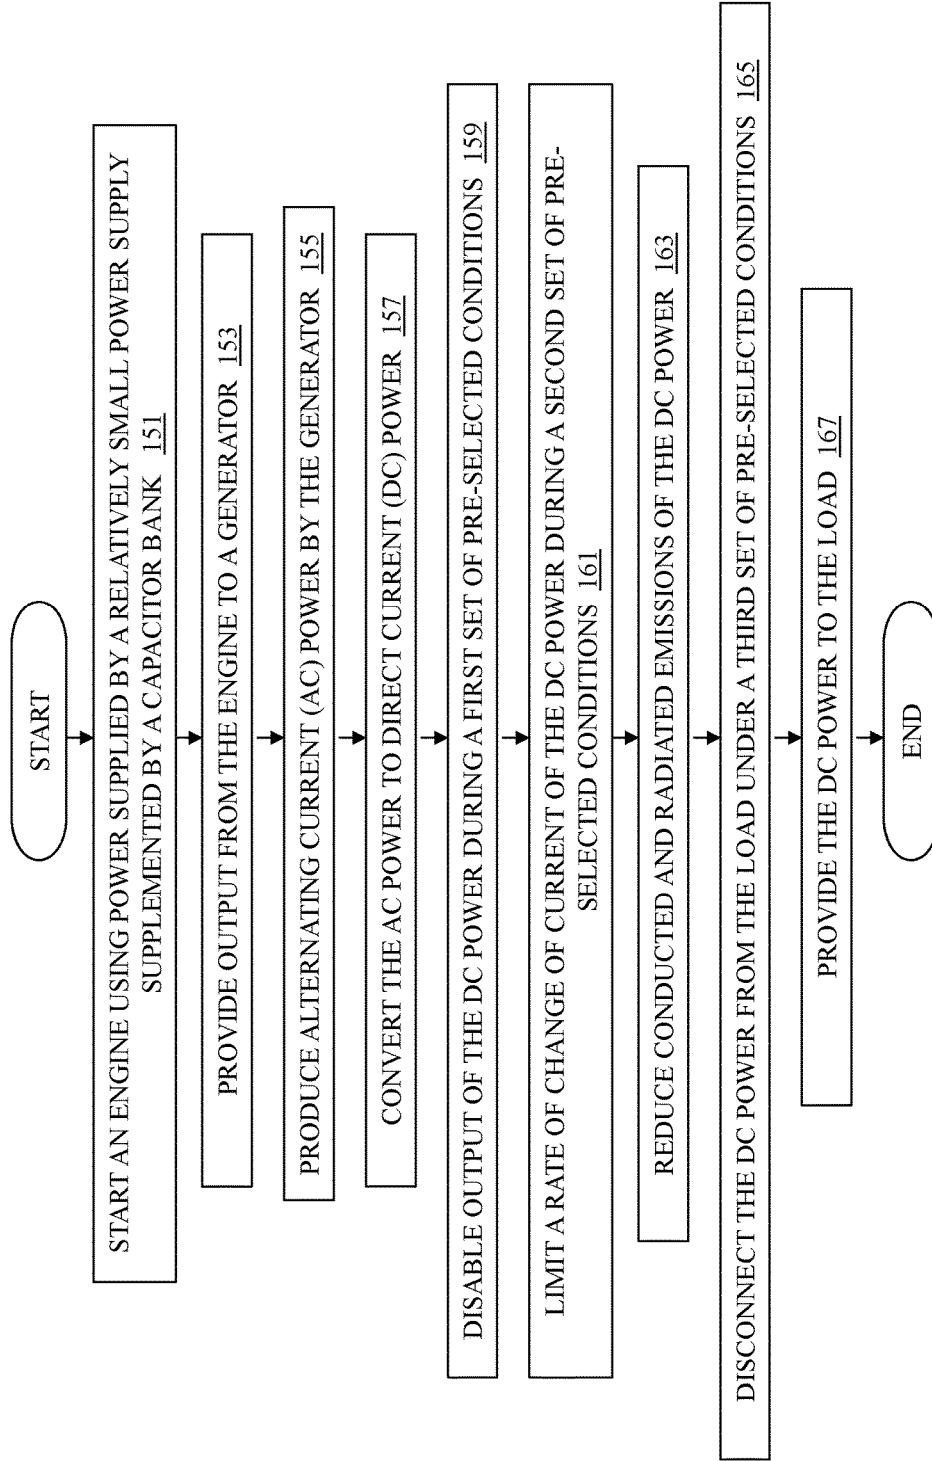 START
START AN ENGINE USING POWER SUPPLIED BY A RELATIVELY SMALL POWER SUPPLY
SUPPLEMENTED BY A CAPACITOR BANK 151
PROVIDE OUTPUT FROM THE ENGINE TO A GENERATOR 153
PRODUCE ALTERNATING CURRENT (AC) POWER BY THE GENERATOR 155
CONVERT THE AC POWER TO DIRECT CURRENT (DC) POWER 157
DISABLE OUTPUT OF THE DC POWER DURING A FIRST SET OF PRE-SELECTED CONDITIONS 159
LIMIT A RATE OF CHANGE OF CURRENT OF THE DC POWER DURING A SECOND SET OF PRE-
SELECTED CONDITIONS 161
REDUCE CONDUCTED AND RADIATED EMISSIONS OF THE DC POWER 163
DISCONNECT THE DC POWER FROM THE LOAD UNDER A THIRD SET OF PRE-SELECTED CONDITIONS 165
PROVIDE THE DC POWER TO THE LOAD 167
END